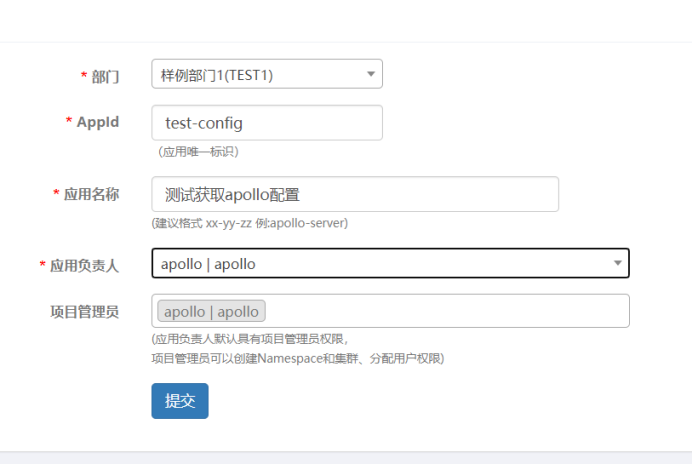 * 部门 样例部门1(TEST1)
* AppId test-config
(应用唯一标识)
* 应用名称 测试获取apollo配置
(建议格式 xx-yy-zz 例:apollo-server)
* 应用负责人 apollo | apollo
项目管理员 apollo | apollo
(应用负责人默认具有项目管理员权限,
项目管理员可以创建Namespace和集群、分配用户权限)
提交